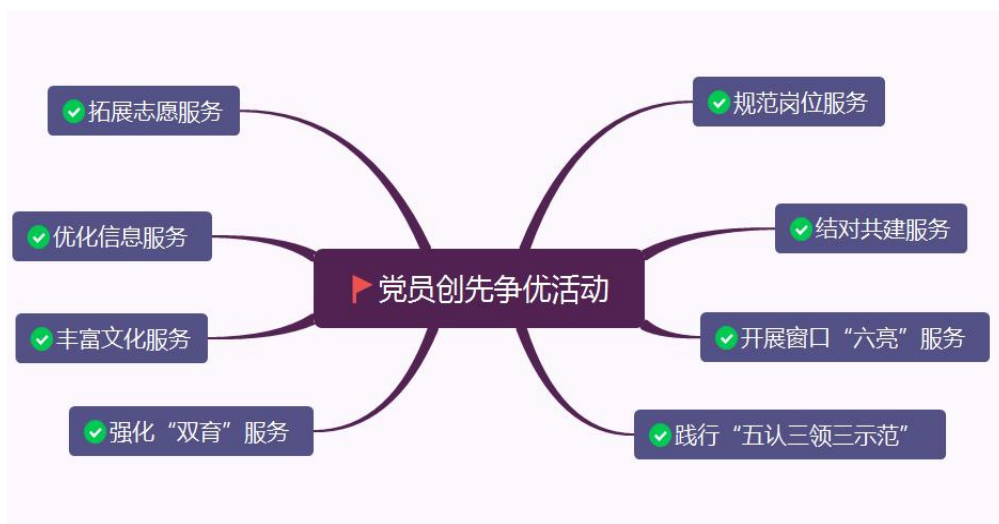 拓展志愿服务
规范岗位服务
优化信息服务
结对共建服务
党员创先争优活动
丰富文化服务
开展窗口“六亮”服务
强化“双育”服务
践行“五认三领三示范”